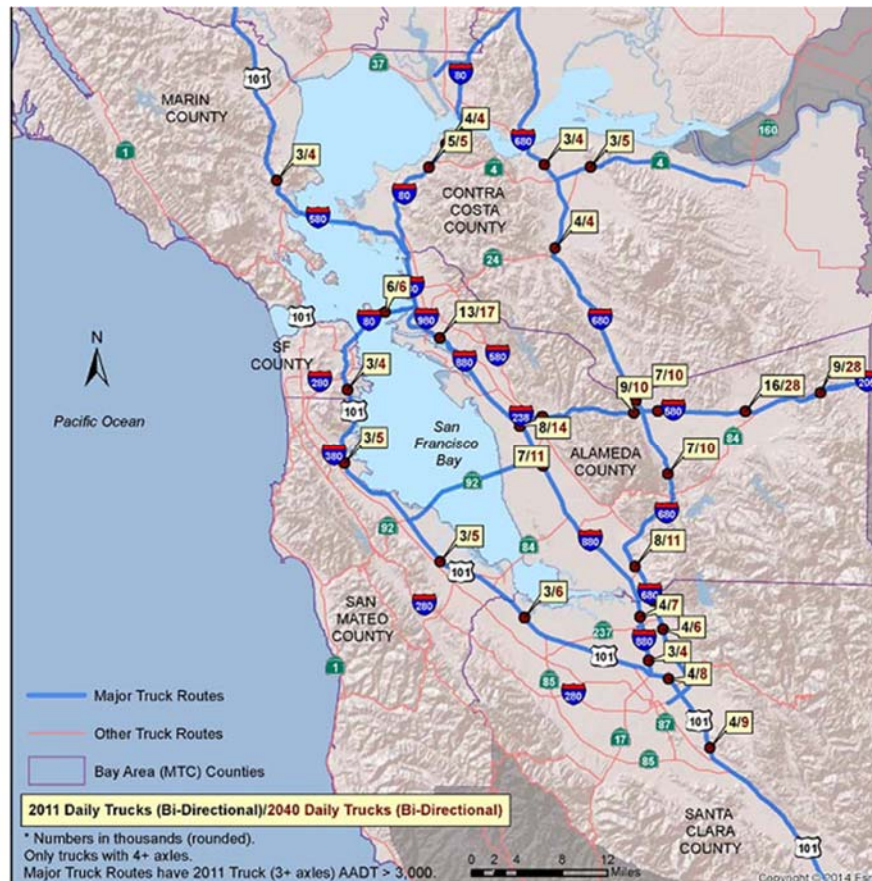 101
37
80
MARIN
COUNTY
680
160
1
3/4
4/4
5/5
3/4
3/5
4
4
580
80
CONTRA
COSTA
COUNTY
4/4
24
6/6
101
80
980
13/17
680
N
SF
COUNTY
280
3/4
880
580
7/10
9/10
9/28
16/28
580
101
238
8/14
84
Pacific Ocean
San
Francisco
Bay
ALAMEDA
COUNTY
3/5
380
7/11
7/10
92
680
92
84
880
8/11
3/5
101
680
SAN
MATEO
COUNTY
280
3/6
4/7
237
880
4/6
101
3/4
1
85
280
4/8
Major Truck Routes
101
87
4/9
Other Truck Routes
17
85
Bay Area (MTC) Counties
2011 Daily Trucks (Bi-Directional)/2040 Daily Trucks (Bi-Directional)
SANTA
CLARA
COUNTY
* Numbers in thousands (rounded).
Only trucks with 4+ axles.
Major Truck Routes have 2011 Truck (3+ axles) AADT > 3,000.
0 2 4 8 12
Miles
101
Copyright © 2014 Esri